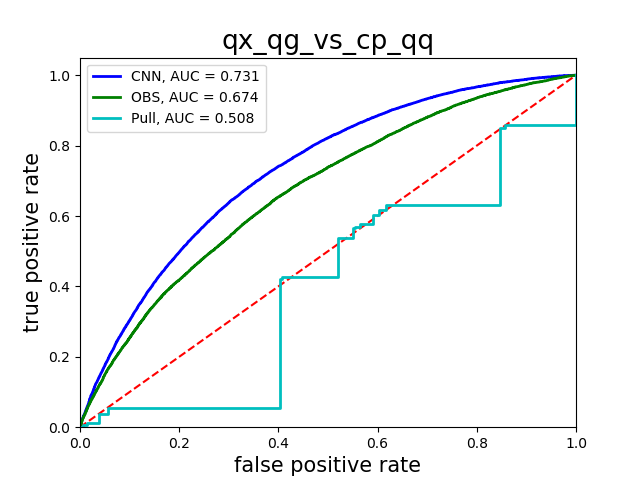 qx_qg_vs_cp_qq
CNN, AUC = 0.731
OBS, AUC = 0.674
Pull, AUC = 0.508
true positive rate
1.0
0.8
0.6
0.4
0.2
0.0
0.0 0.2 0.4 0.6 0.8 1.0
false positive rate